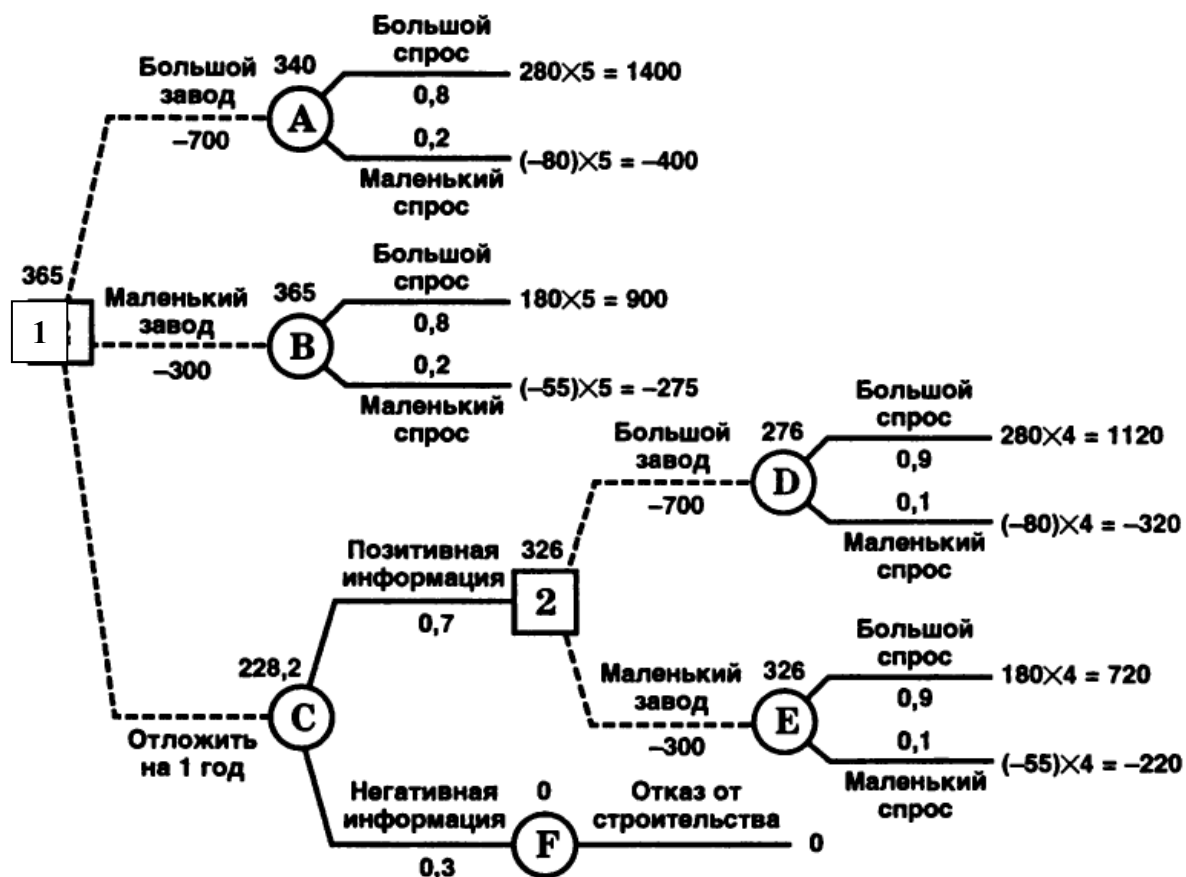 Большой
завод
–700
340
A
Большой
спрос
0,8
280×5 = 1400
0,2
Маленький
спрос
(–80)×5 = –400
365
1
Маленький
завод
–300
365
B
Большой
спрос
0,8
180×5 = 900
0,2
Маленький
спрос
(–55)×5 = –275
Отложить
на 1 год
228,2
C
Позитивная
информация
0,7
326
2
Большой
завод
–700
276
D
Большой
спрос
0,9
280×4 = 1120
0,1
Маленький
спрос
(–80)×4 = –320
Маленький
завод
–300
326
E
Большой
спрос
0,9
180×4 = 720
0,1
Маленький
спрос
(–55)×4 = –220
Негативная
информация
0,3
0
F
Отказ от
строительства
0